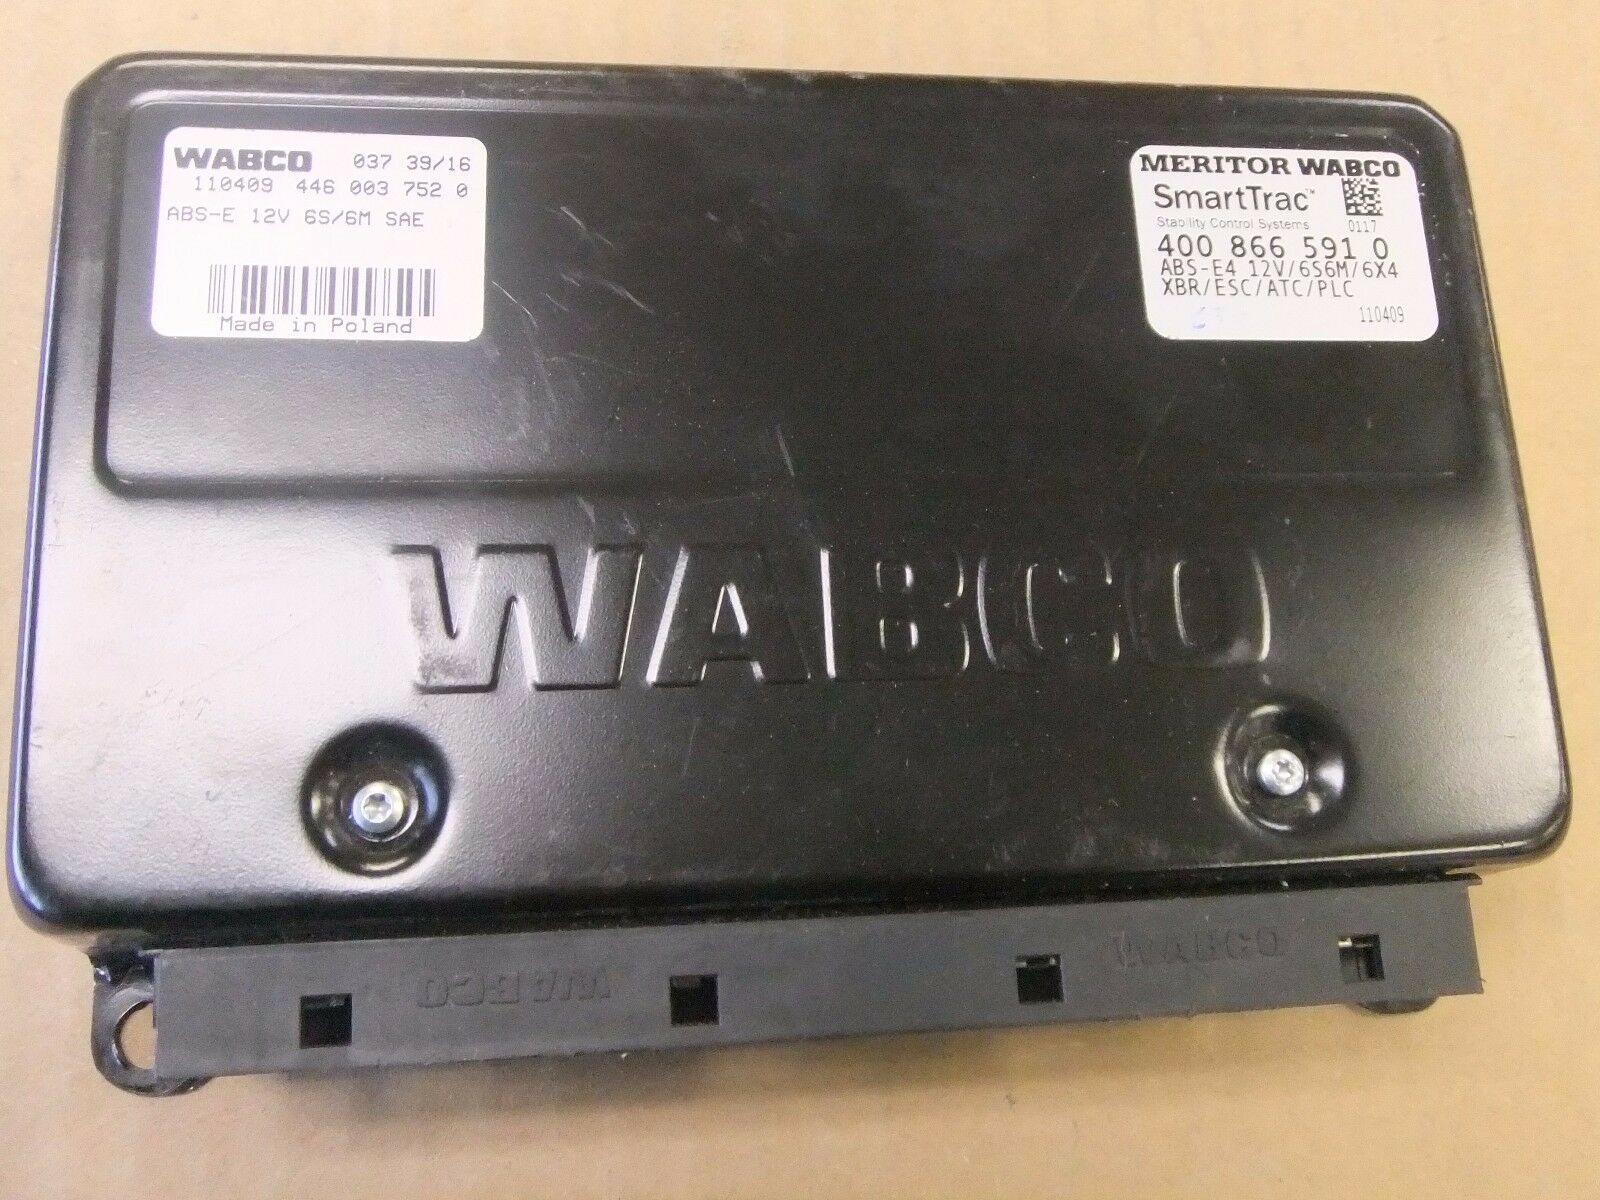 WABCO 037 39/16
110409 446 003 752 0
ABS-E 12V 6S/6M SAE
Made in Poland
MERITOR WABCO
SmartTrac™
Stability Control Systems 0117
400 866 591 0
ABS-E4 12V/6S6M/6X4
XBR/ESC/ATC/PLC
110409
WABCO
WABCO
WABCO